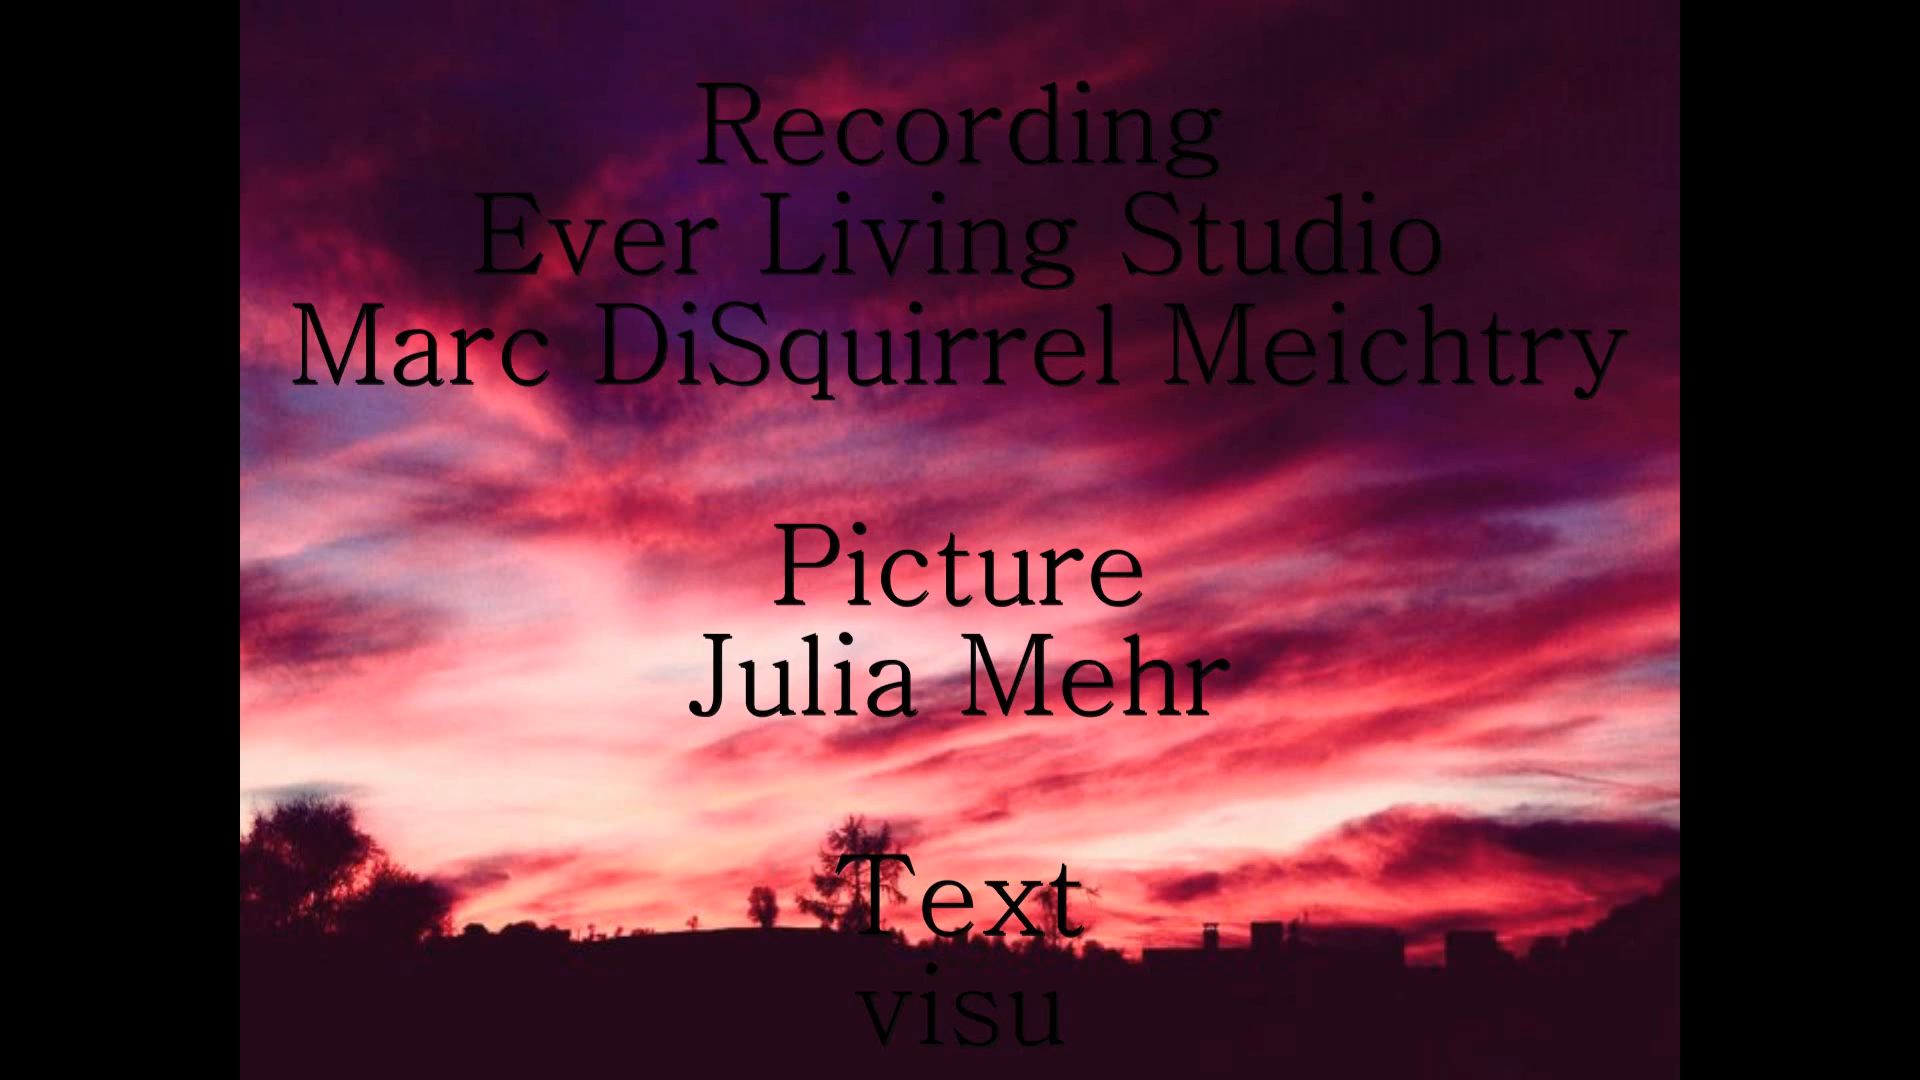 Recording
Ever Living Studio
Marc DiSquirrel Meichtry
Picture
Julia Mehr
Text
visu